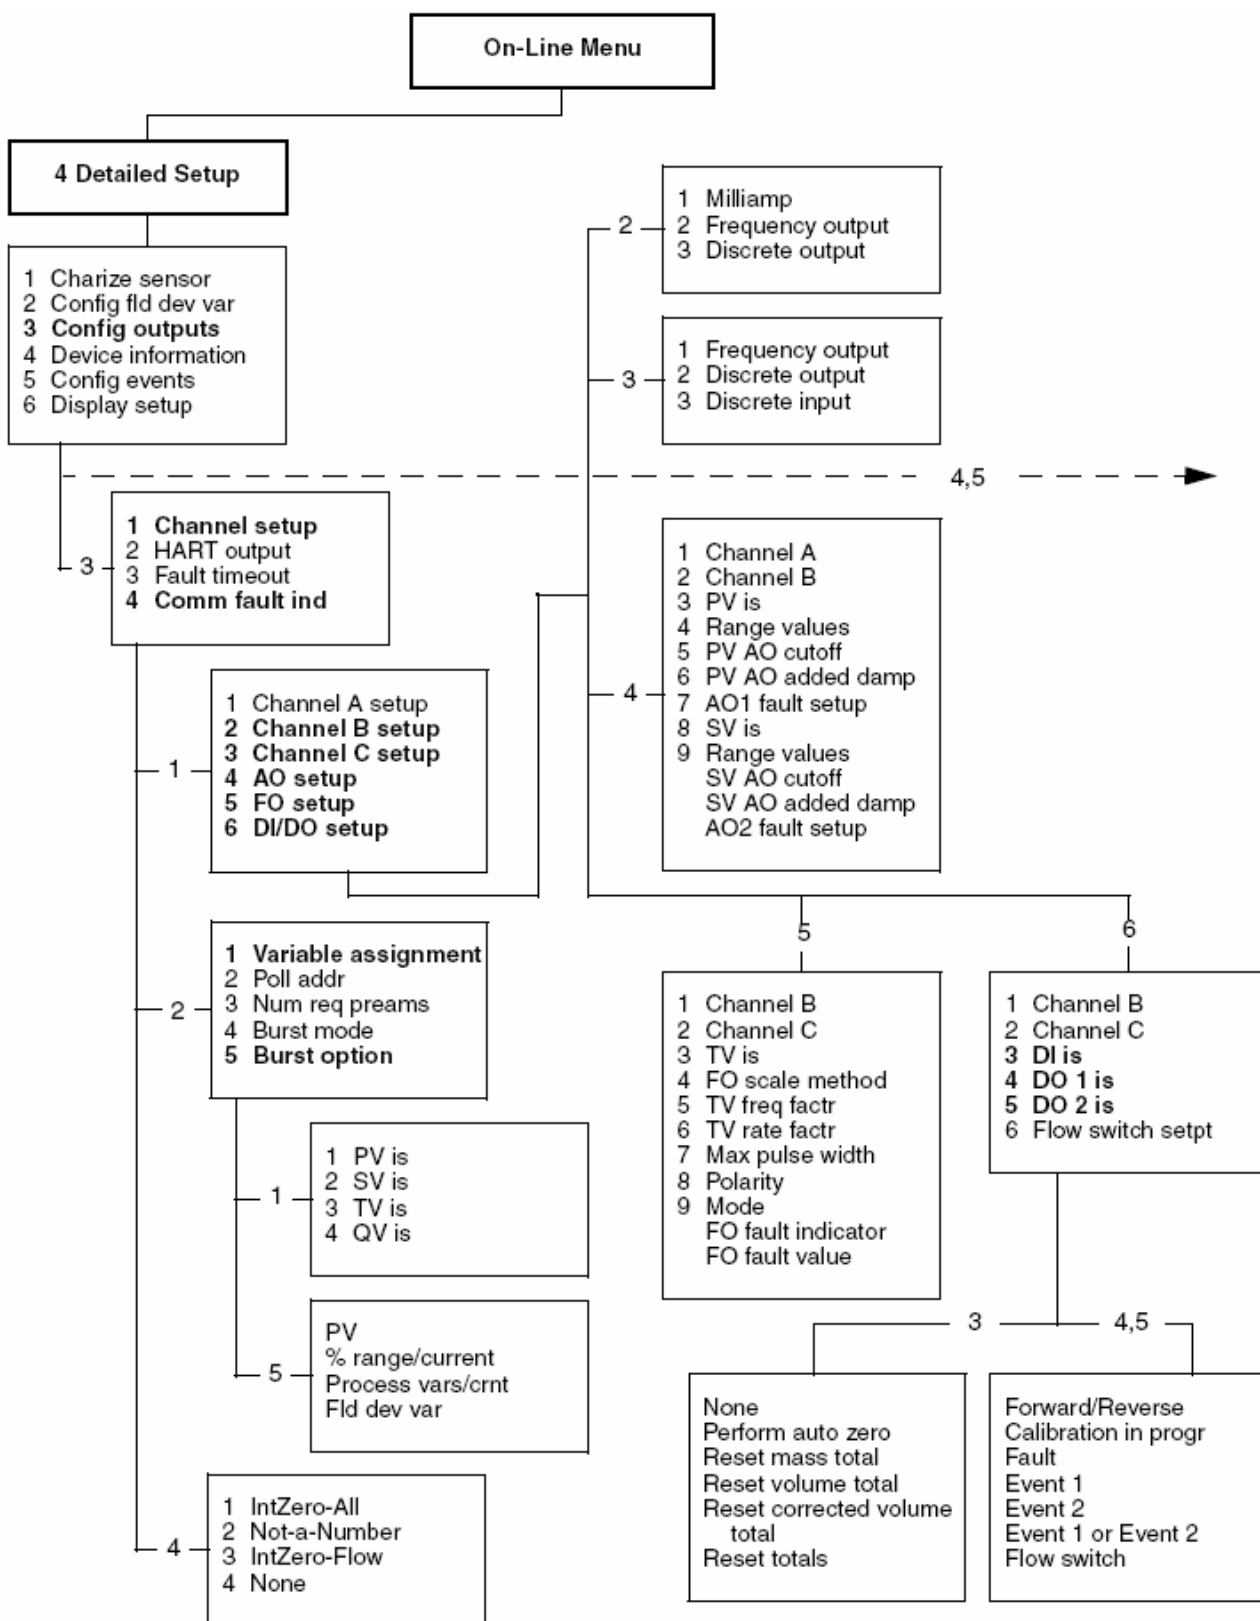 On-Line Menu
4 Detailed Setup
1 Charize sensor
2 Config fld dev var
3 Config outputs
4 Device information
5 Config events
6 Display setup
2
1 Milliamp
2 Frequency output
3 Discrete output
3
1 Frequency output
2 Discrete output
3 Discrete input
4,5
3
1 Channel setup
2 HART output
3 Fault timeout
4 Comm fault ind
1
1 Channel A setup
2 Channel B setup
3 Channel C setup
4 AO setup
5 FO setup
6 DI/DO setup
4
1 Channel A
2 Channel B
3 PV is
4 Range values
5 PV AO cutoff
6 PV AO added damp
7 AO1 fault setup
8 SV is
9 Range values
SV AO cutoff
SV AO added damp
AO2 fault setup
2
1 Variable assignment
2 Poll addr
3 Num req preams
4 Burst mode
5 Burst option
1
1 PV is
2 SV is
3 TV is
4 QV is
5
PV
% range/current
Process vars/crnt
Fld dev var
4
1 IntZero-All
2 Not-a-Number
3 IntZero-Flow
4 None
5
1 Channel B
2 Channel C
3 TV is
4 FO scale method
5 TV freq factr
6 TV rate factr
7 Max pulse width
8 Polarity
9 Mode
FO fault indicator
FO fault value
6
1 Channel B
2 Channel C
3 DI is
4 DO 1 is
5 DO 2 is
6 Flow switch setpt
3
None
Perform auto zero
Reset mass total
Reset volume total
Reset corrected volume
total
Reset totals
4,5
Forward/Reverse
Calibration in progr
Fault
Event 1
Event 2
Event 1 or Event 2
Flow switch